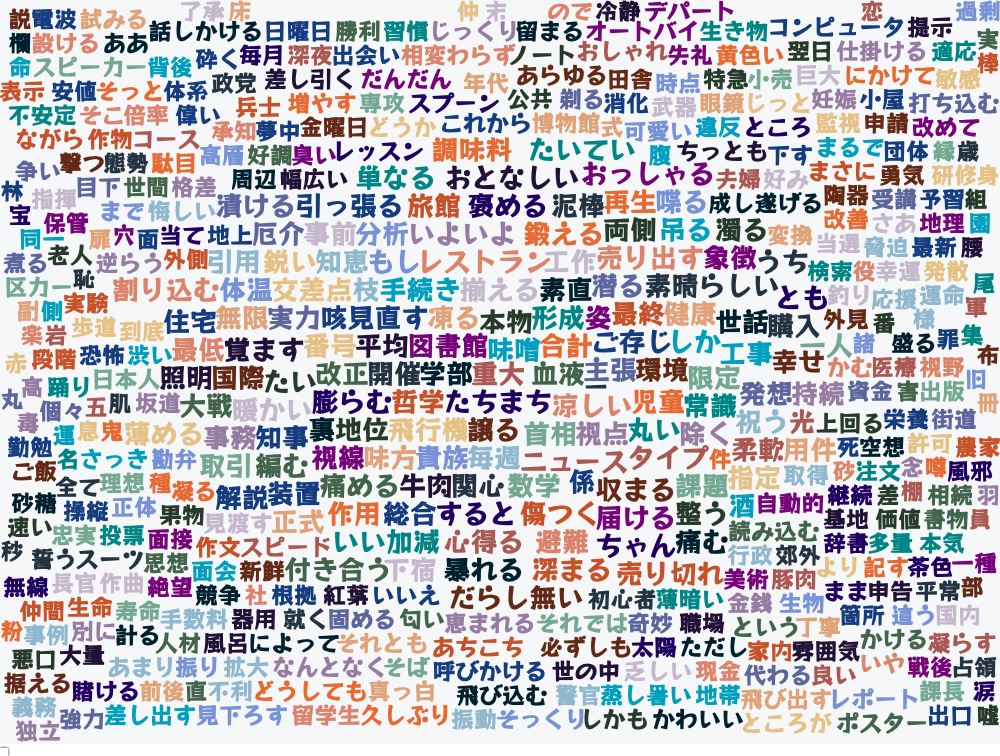 説 電波 試みる 了承 床 仲 末 ので 冷静 デパート 恋 過剰
欄 設ける ああ 話しかける 日曜日 勝利 習慣 じっくり 留まる オートバイ 生き物 コンピュータ 提示 実
命 スピーカー 背後 砕く 毎月 深夜 出会い 相変わらず ノート おしゃれ 失礼 黄色い 翌日 仕掛ける 適応 棒
表示 安値 そっと 体系 政党 差し引く だんだん 年代 あらゆる 田舎 時点 特急 小売 巨大 にかけて 敏感
不安定 そこ 倍率 偉い 兵士 増やす 専攻 スプーン 公共 剃る 消化 武器 眼鏡 じっと 妊娠 小屋 打ち込む
ながら 作物 コース 承知 夢中 金曜日 どうか これから 博物館 式 可愛い 違反 ところ 監視 申請 改めて
争い 撃つ 態勢 駄目 高層 好調 臭い レッスン 調味料 たいてい 腹 ちっとも 下す まるで 団体 緑 歳
林 指揮 目下 世間 格差 周辺 幅広い 単なる おとなしい おっしゃる 夫婦 好み まさに 勇気 研修 身
宝 保管 まで 悔しい 漬ける 引っ張る 旅館 褒める 泥棒 再生 喋る 成し遂げる 陶器 受講 予習 組
同一 扉 穴 面 当て 地上 厄介 事前 分析 いよいよ 鍛える 両側 吊る 濁る 変換 改善 さあ 地理 園
煮る 老人 逆らう 外側 引用 鋭い 知恵 もし レストラン 工作 売り出す 象徴 うち 当選 脅迫 最新 腰
区 カー 恥 割り込む 体温 交差点 枝 手続き 揃える 素直 潜る 素晴らしい とも 検索 役 幸運 発散 尾
副 側 実験 住宅 無限 実力 咳 見直す 凍る 本物 形成 姿 最終 健康 世話 購入 釣り 応援 運命 軍
楽 岩 歩道 到底 最低 覚ます 番号 平均 図書館 味噌 合計 ご存じ しか 工事 幸せ 外見 番 様 盛る 罪 集
赤 段階 恐怖 渋い 照明 国際 たい 改正 開催 学部 重大 血液 主張 環境 限定 一人 諸 かむ 医療 視野 布
丸 高 踊り 日本人 坂道 大戦 暖かい 膨らむ 哲学 たちまち 涼しい 児童 常識 発想 持続 資金 害 出版 旧
毒 個々 五 肌 薄める 事務 知事 裏 地位 飛行機 譲る 首相 視点 丸い 除く 祝う 光 上回る 栄養 街道 冊
勤勉 運 息 鬼 取引 編む 視線 味方 貴族 毎週 ニュース タイプ 件 柔軟 用件 死 空想 許可 農家
ご飯 名 さっき 勘弁 解説 装置 痛める 牛肉 関心 数学 係 収まる 課題 指定 取得 砂 注文 念 噂 風邪
砂糖 全て 理想 種 凝る 見渡す 正式 作用 総合 すると 傷つく 届ける 整う 酒 自動的 継続 差 棚 相続 羽
速い 操縦 正体 果物 作文 スピード いい 加減 心得る 避難 ちゃん 痛む 読み込む 基地 価値 書物 員
秒 忠実 投票 面接 面会 新鮮 付き合う 下宿 暴れる 深まる 売り切れ 行政 郊外 辞書 多量 本気
無線 誓う スーツ 思想 競争 社 根拠 紅葉 いいえ だらし無い 初心者 薄暗い 美術 豚肉 より 記す 茶色 一種
長官 作曲 絶望 器用 就く 固める 匂い 恵まれる それでは 奇妙 職場 金銭 生物 まま 申告 平常 部
粉 仲間 生命 寿命 手数料 人材 風呂 によって それとも あちこち 必ずしも 太陽 ただし という 丁寧 箇所 違う 国内
悪口 事例 別に 計る あまり 振り 拡大 なんとなく そば 呼びかける 世の中 乏しい 現金 家内 雰囲気 かける 凝らす
据える 大量 賭ける 前後 直 不利 どうしても 真っ白 飛び込む 警官 蒸し暑い 地帯 代わる 良い いや 戦後 占領
義務 独立 強力 差し出す 見下ろす 留学生 久しぶり 振動 そっくり しかも かわいい 飛び出す レポート 課長 涙
ところが ポスター 出口 嘘